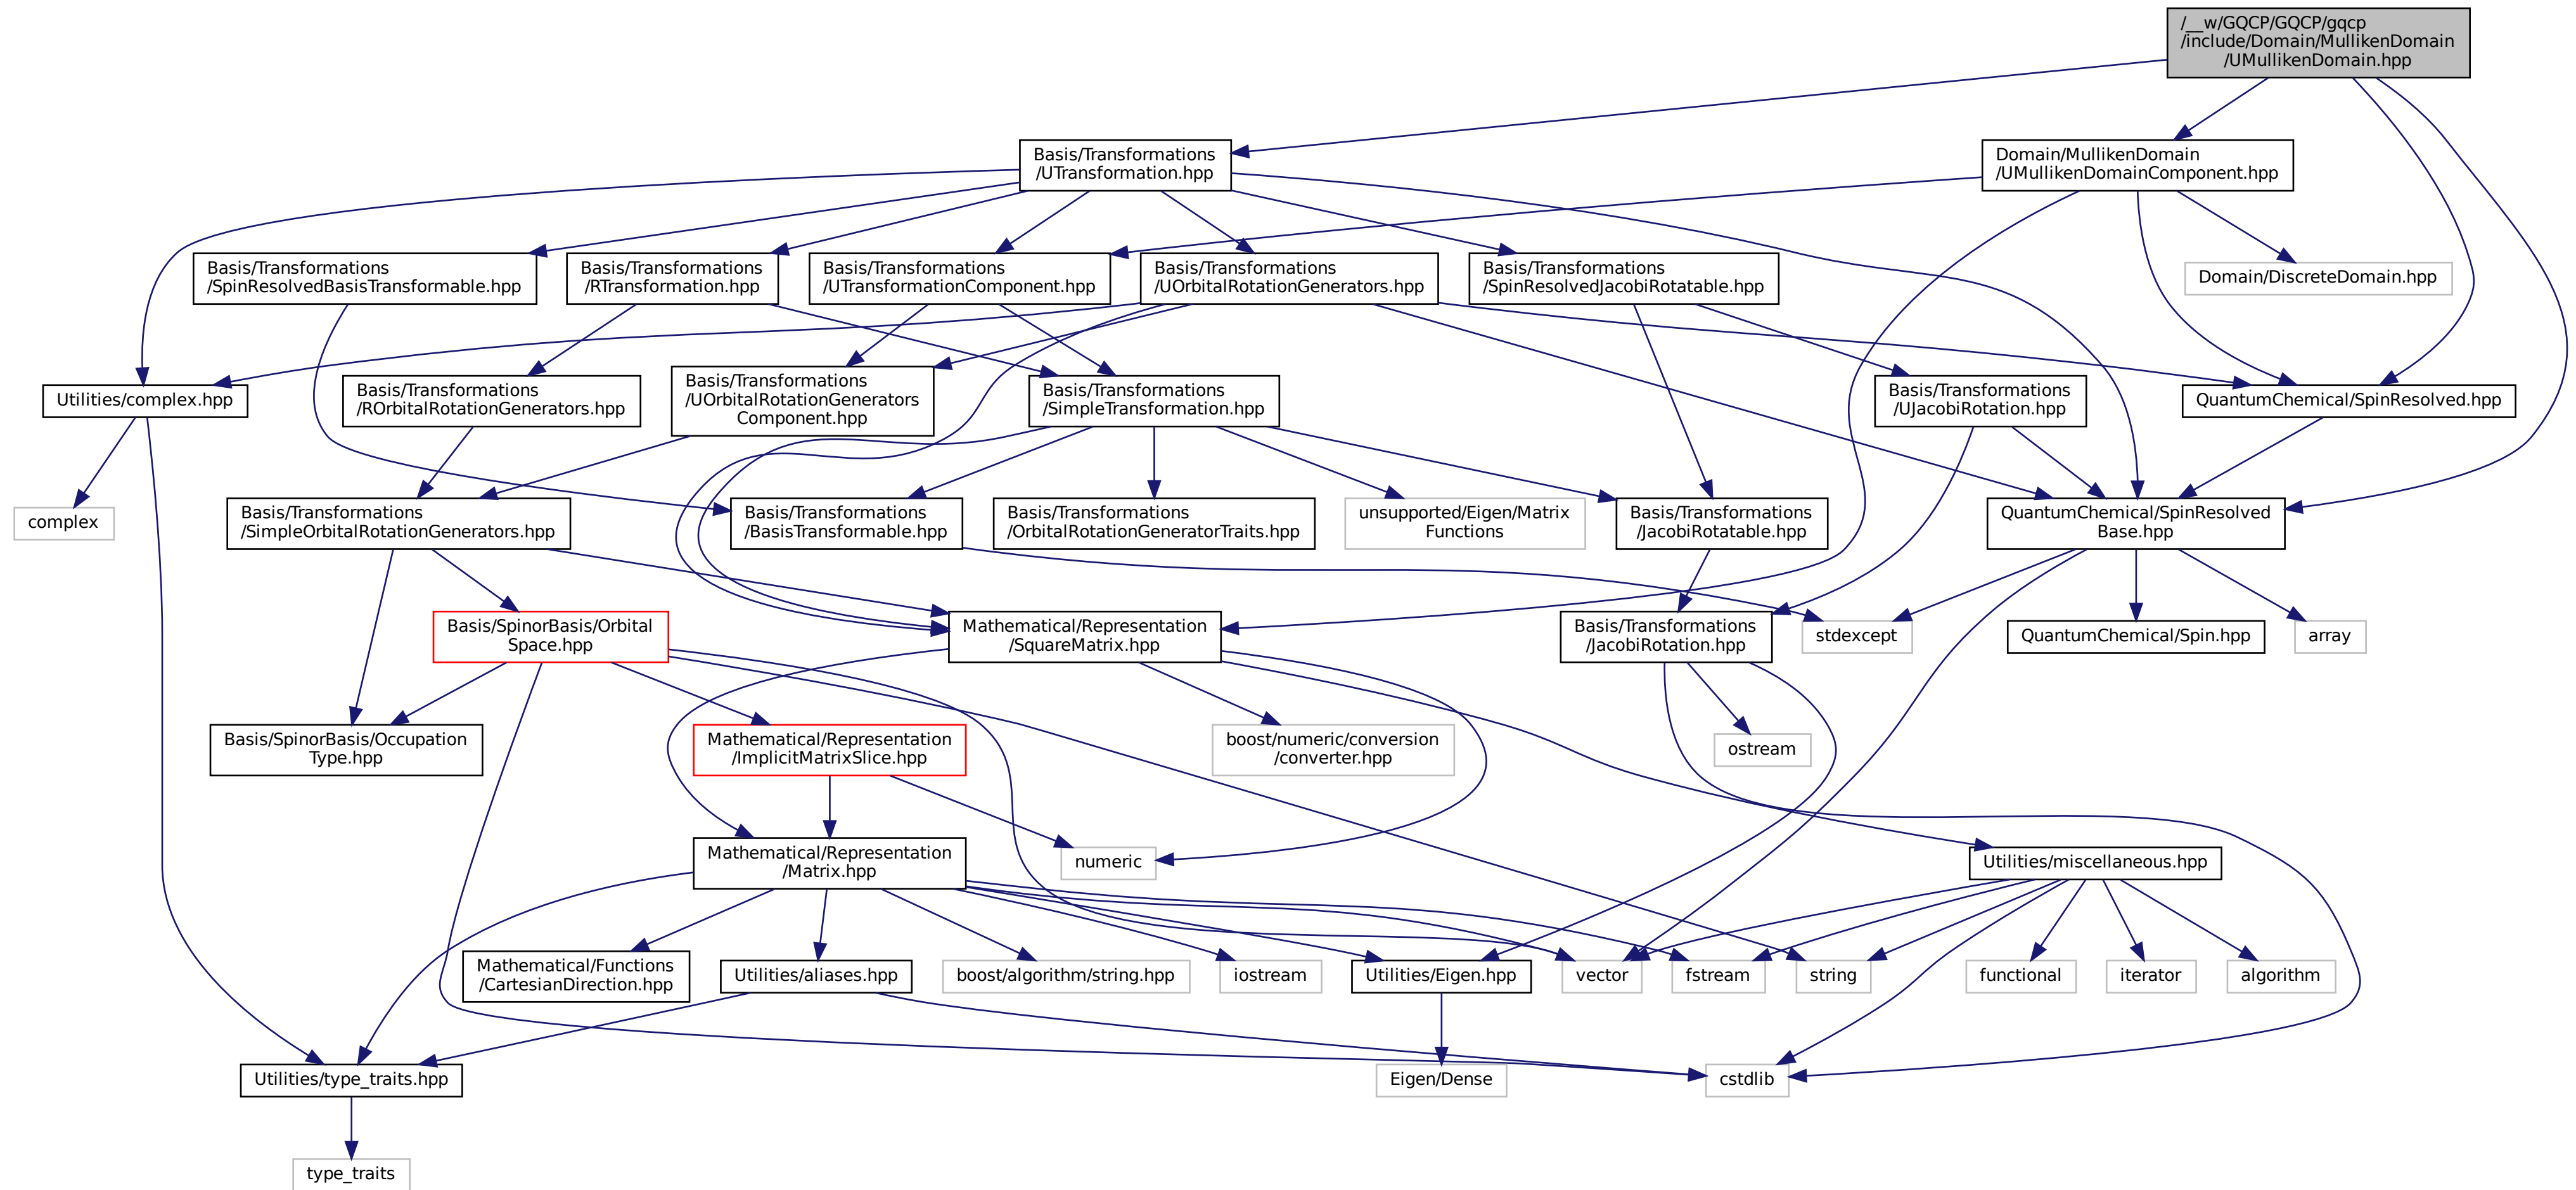 /__w/GQCP/GQCP/gqcp
/include/Domain/MullikenDomain
/UMullikenDomain.hpp
Basis/Transformations
/UTransformation.hpp
Domain/MullikenDomain
/UMullikenDomainComponent.hpp
Basis/Transformations
/SpinResolvedBasisTransformable.hpp
Basis/Transformations
/RTransformation.hpp
Basis/Transformations
/UTransformationComponent.hpp
Basis/Transformations
/UOrbitalRotationGenerators.hpp
Basis/Transformations
/SpinResolvedJacobiRotatable.hpp
Domain/DiscreteDomain.hpp
Utilities/complex.hpp
Basis/Transformations
/ROrbitalRotationGenerators.hpp
Basis/Transformations
/UOrbitalRotationGenerators
Component.hpp
Basis/Transformations
/SimpleTransformation.hpp
Basis/Transformations
/UJacobiRotation.hpp
QuantumChemical/SpinResolved.hpp
complex
Basis/Transformations
/SimpleOrbitalRotationGenerators.hpp
Basis/Transformations
/BasisTransformable.hpp
Basis/Transformations
/OrbitalRotationGeneratorTraits.hpp
unsupported/Eigen/Matrix
Functions
Basis/Transformations
/JacobiRotatable.hpp
QuantumChemical/SpinResolved
Base.hpp
Basis/SpinorBasis/Orbital
Space.hpp
Mathematical/Representation
/SquareMatrix.hpp
Basis/Transformations
/JacobiRotation.hpp
stdexcept
QuantumChemical/Spin.hpp
array
Basis/SpinorBasis/Occupation
Type.hpp
Mathematical/Representation
/ImplicitMatrixSlice.hpp
boost/numeric/conversion
/converter.hpp
ostream
Mathematical/Representation
/Matrix.hpp
numeric
Utilities/miscellaneous.hpp
Mathematical/Functions
/CartesianDirection.hpp
Utilities/aliases.hpp
boost/algorithm/string.hpp
iostream
Utilities/Eigen.hpp
vector
fstream
string
functional
iterator
algorithm
Utilities/type_traits.hpp
Eigen/Dense
cstdlib
type_traits